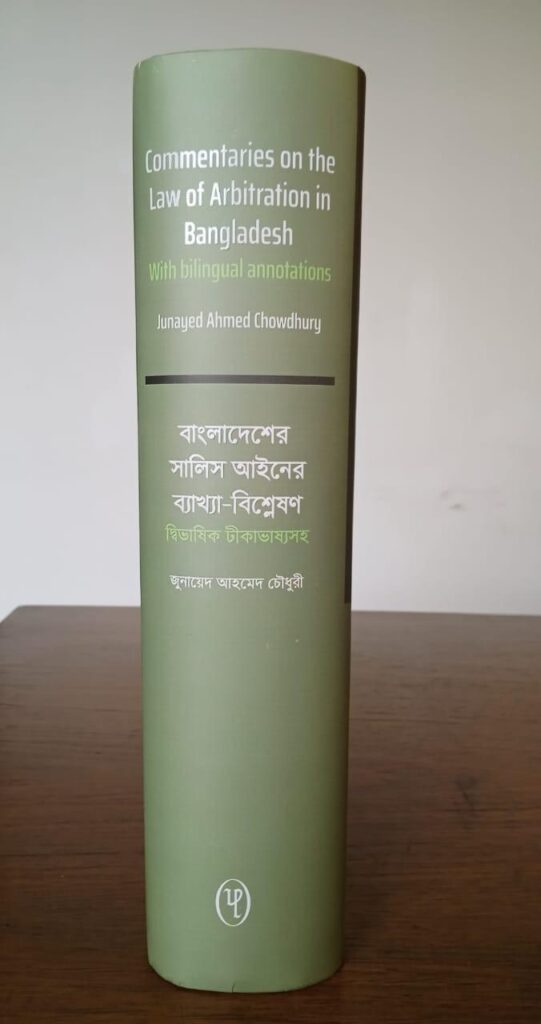 Commentaries on the
Law of Arbitration in
Bangladesh
With bilingual annotations
Junayed Ahmed Chowdhury
বাংলাদেশের
সালিস আইনের
ব্যাখ্যা-বিশ্লেষণ
দ্বিভাষিক টীকাভাষ্যসহ
জুনায়েদ আহমেদ চৌধুরী